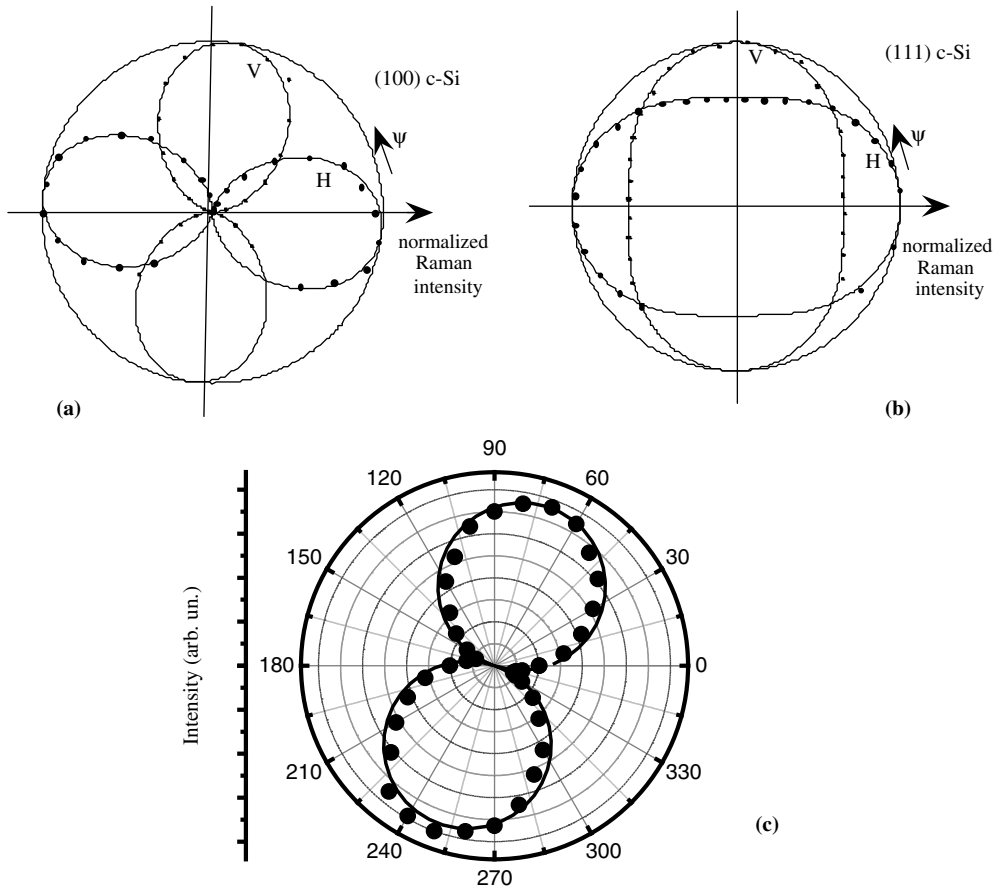 V
(100) c-Si
ψ
H
normalized
Raman
intensity
(a)
V
(111) c-Si
ψ
H
normalized
Raman
intensity
(b)
90
120
60
150
30
180
0
210
330
240
300
270
Intensity (arb. un.)
(c)